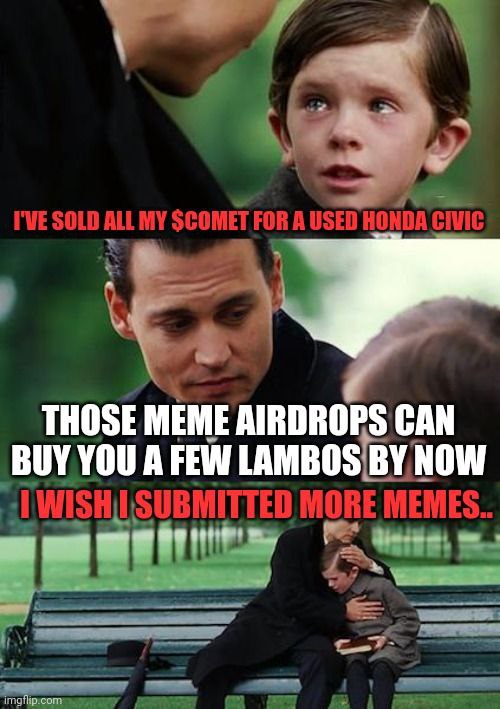 I'VE SOLD ALL MY $COMET FOR A USED HONDA CIVIC
THOSE MEME AIRDROPS CAN
BUY YOU A FEW LAMBOS BY NOW
I WISH I SUBMITTED MORE MEMES..
imgflip.com